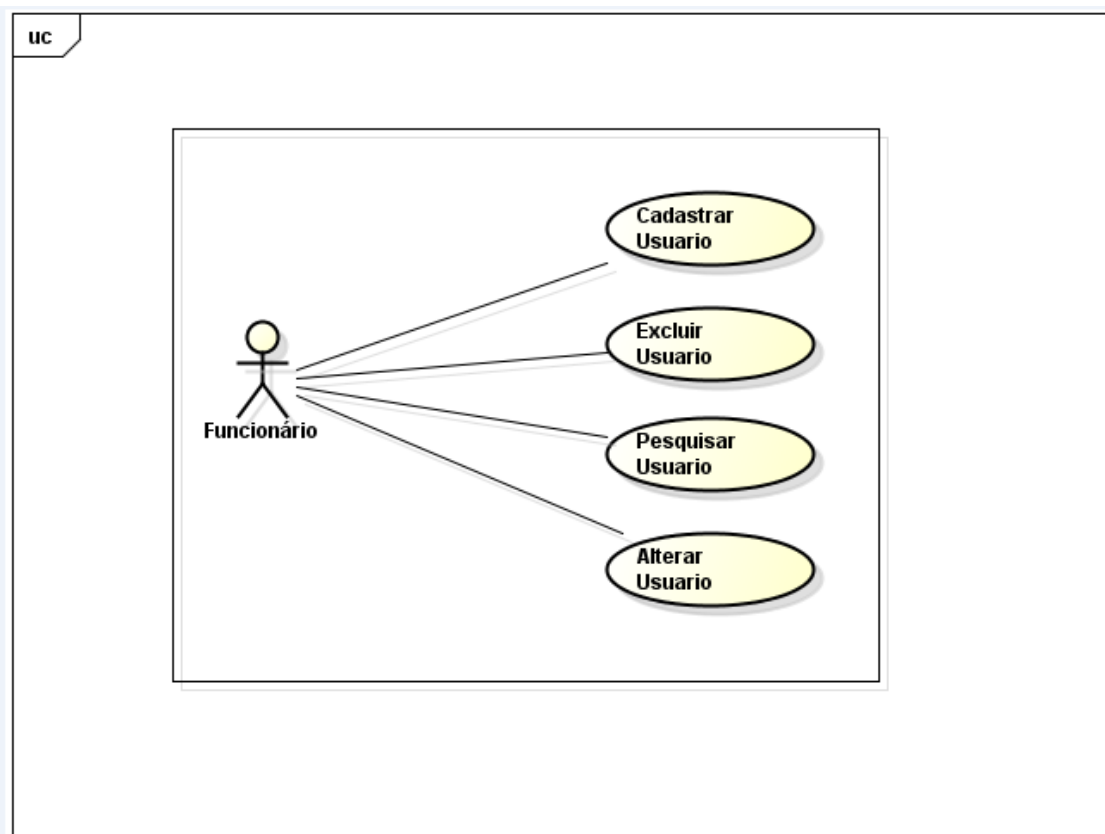 uc
Cadastrar
Usuario
Excluir
Usuario
Funcionário
Pesquisar
Usuario
Alterar
Usuario